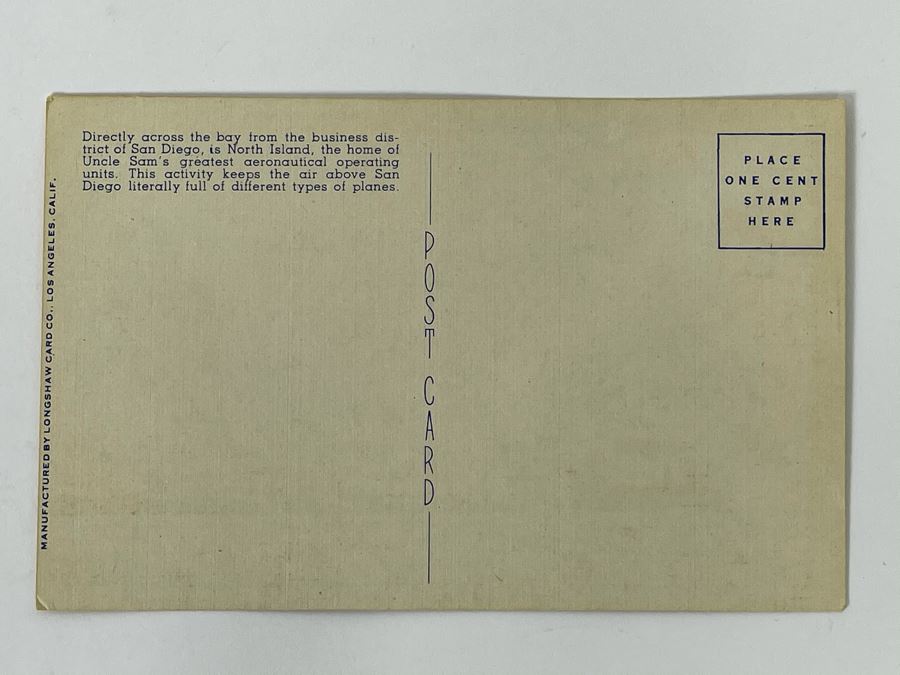 Directly across the bay from the business dis-
trict of San Diego, is North Island, the home of
Uncle Sam's greatest aeronautical operating
units. This activity keeps the air above San
Diego literally full of different types of planes.
MANUFACTURED BY LONGSHAW CARD CO., LOS ANGELES, CALIF.
POST CARD
PLACE
ONE CENT
STAMP
HERE